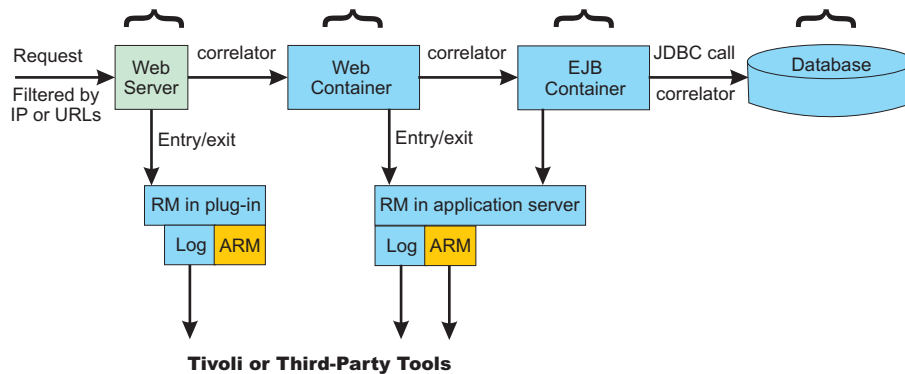 Request
Filtered by
IP or URLs
Web
Server
correlator
Web
Container
correlator
EJB
Container
JDBC call
correlator
Database
Entry/exit
Entry/exit
RM in plug-in
Log
ARM
RM in application server
Log
ARM
Tivoli or Third-Party Tools